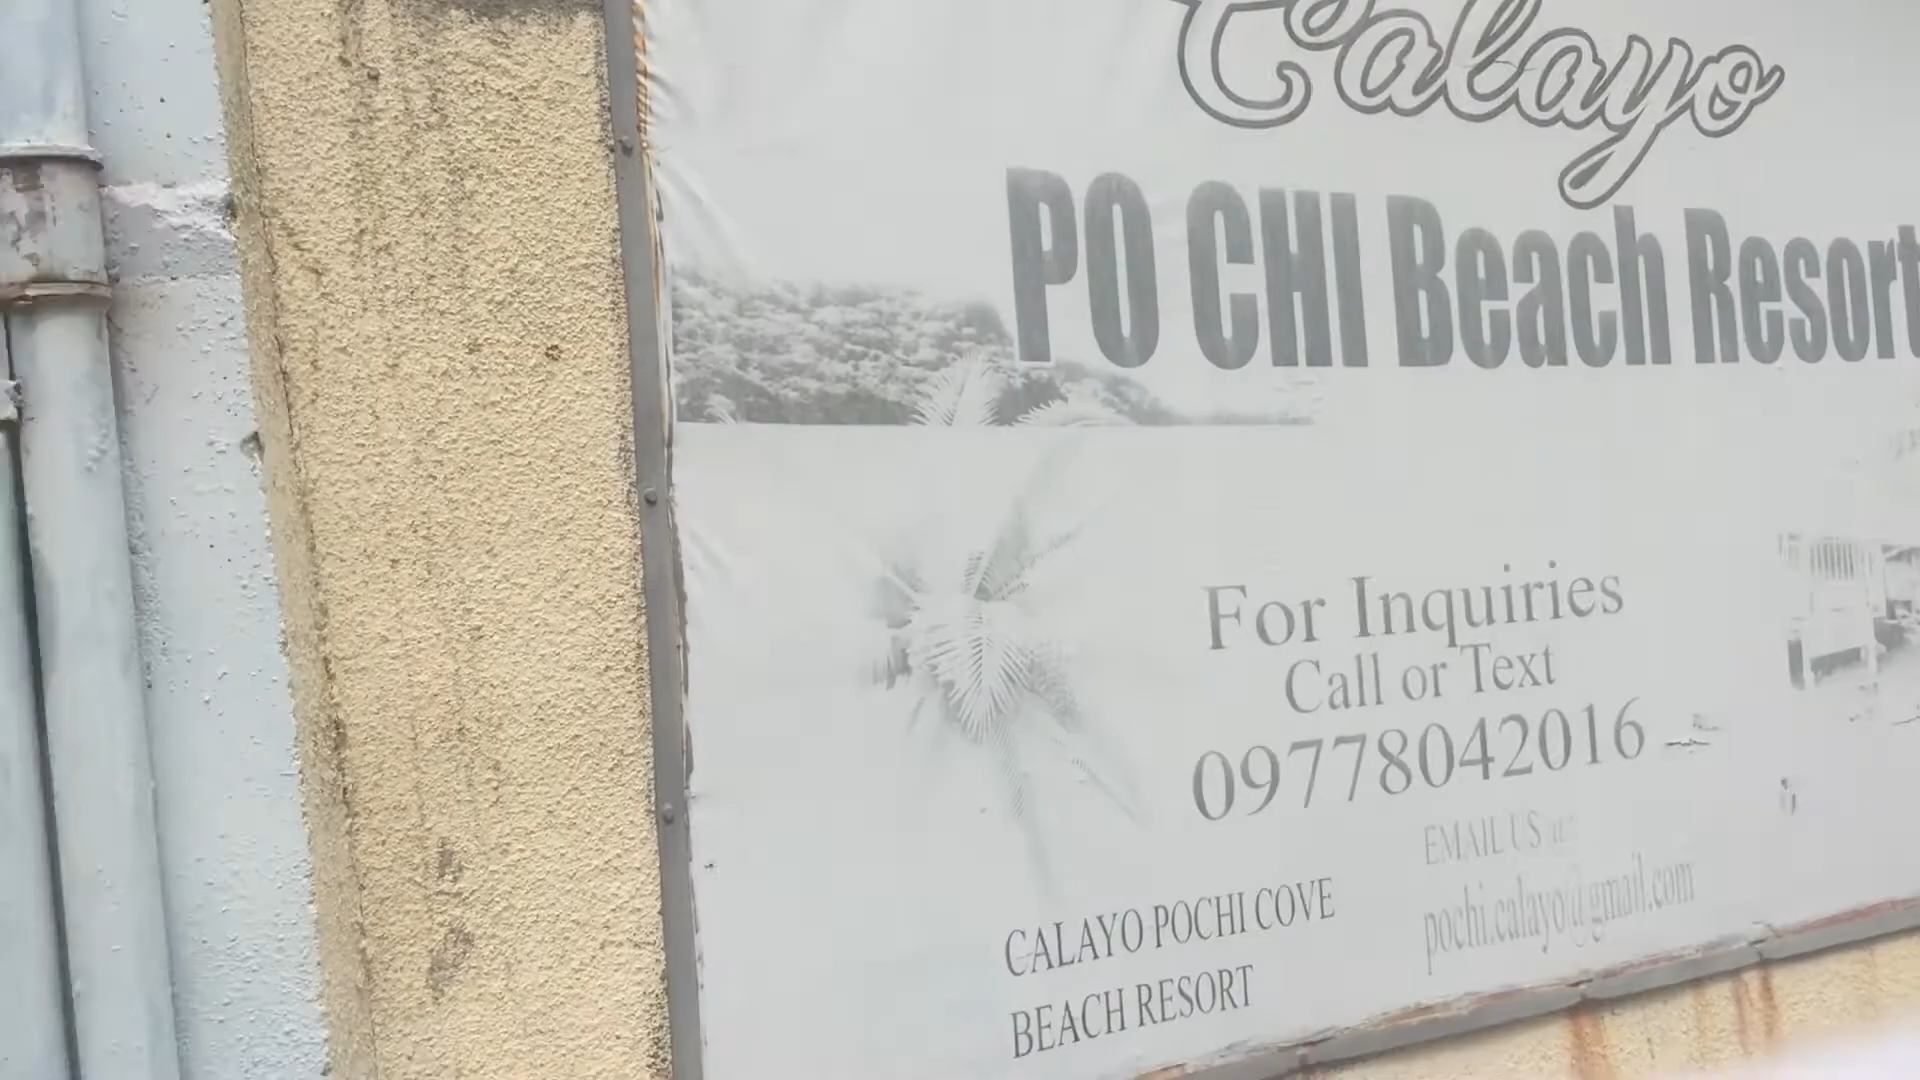 Calayo
PO CHI Beach Resort
For Inquiries
Call or Text
09778042016
EMAIL US at:
pochi.calayo@gmail.com
CALAYO POCHI COVE
BEACH RESORT